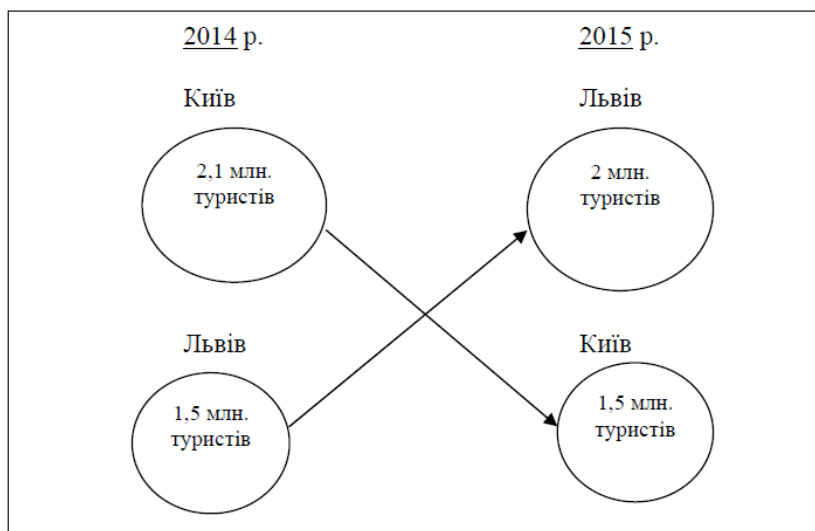 2014 р.
2015 р.
Київ
Львів
2,1 млн.
туристів
2 млн.
туристів
Львів
Київ
1,5 млн.
туристів
1,5 млн.
туристів